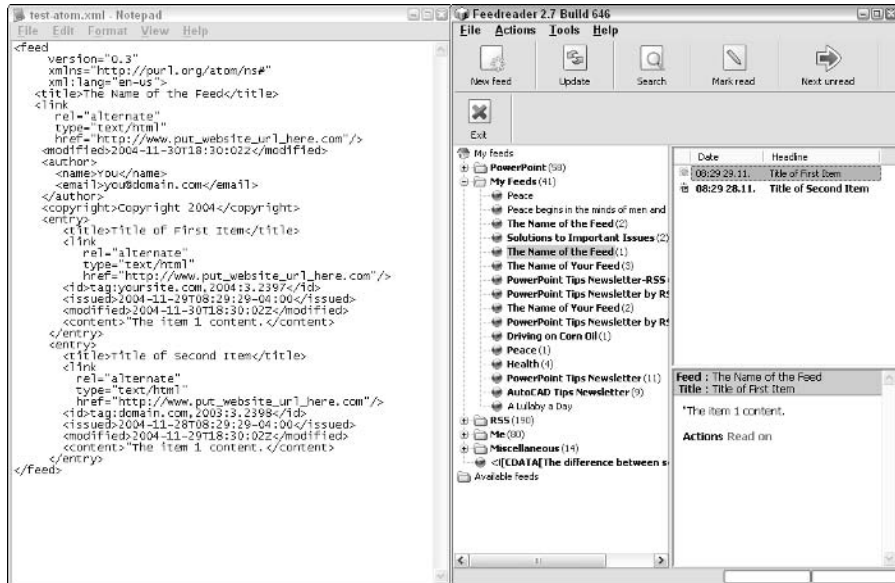 test-atom.xml - Notepad
File Edit Format View Help
<feed
version="0.3"
xmlns="http://purl.org/atom/ns#"
xml:lang="en-us">
<title>The Name of the Feed</title>
<link
rel="alternate"
type="text/html"
href="http://www.put_website_url_here.com"/>
<modified>2004-11-30T18:30:02Z</modified>
<author>
<name>You</name>
<email>you@domain.com</email>
</author>
<copyright>Copyright 2004</copyright>
<entry>
<title>Title of First Item</title>
<link
rel="alternate"
type="text/html"
href="http://www.put_website_url_here.com"/>
<id>tag:yoursite.com,2004:3.2397</id>
<issued>2004-11-29T08:29:29-04:00</issued>
<modified>2004-11-30T18:30:02Z</modified>
<content>"The item 1 content.</content>
</entry>
<entry>
<title>Title of Second Item</title>
<link
rel="alternate"
type="text/html"
href="http://www.put_website_url_here.com"/>
<id>tag:domain.com,2003:3.2398</id>
<issued>2004-11-28T08:29:29-04:00</issued>
<modified>2004-11-29T18:30:02Z</modified>
<content>"The item 1 content.</content>
</entry>
</feed>
Feedreader 2.7 Build 646
File Actions Tools Help
New feed Update Search Mark read Next unread
Exit
My feeds
PowerPoint (58)
My Feeds (41)
Peace
Peace begins in the minds of men and
The Name of the Feed (2)
Solutions to Important Issues (2)
The Name of the Feed (1)
The Name of Your Feed (3)
PowerPoint Tips Newsletter-RSS
PowerPoint Tips Newsletter by RS
The Name of Your Feed (2)
PowerPoint Tips Newsletter by RS
Driving on Corn Oil (1)
Peace (1)
Health (4)
PowerPoint Tips Newsletter (11)
AutoCAD Tips Newsletter (9)
A Lullaby a Day
RSS (190)
Me (80)
Miscellaneous (14)
<![CDATA[The difference between s
Available feeds
Date Headline
08:29 29.11. Title of First Item
08:29 28.11. Title of Second Item
Feed : The Name of the Feed
Title : Title of First Item
"The item 1 content.
Actions Read on